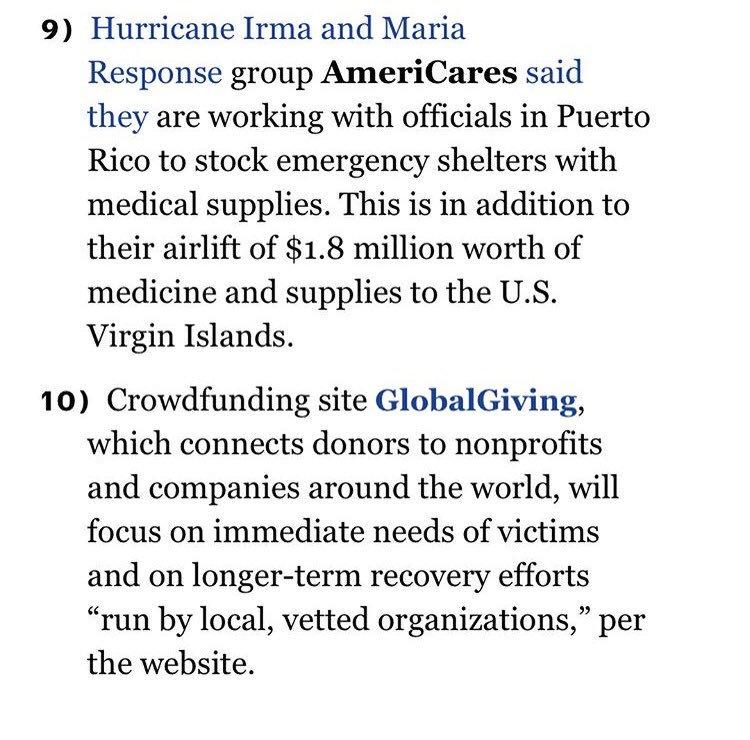 9) Hurricane Irma and Maria
Response group AmeriCares said
they are working with officials in Puerto
Rico to stock emergency shelters with
medical supplies. This is in addition to
their airlift of $1.8 million worth of
medicine and supplies to the U.S.
Virgin Islands.
10) Crowdfunding site GlobalGiving,
which connects donors to nonprofits
and companies around the world, will
focus on immediate needs of victims
and on longer-term recovery efforts
“run by local, vetted organizations,” per
the website.